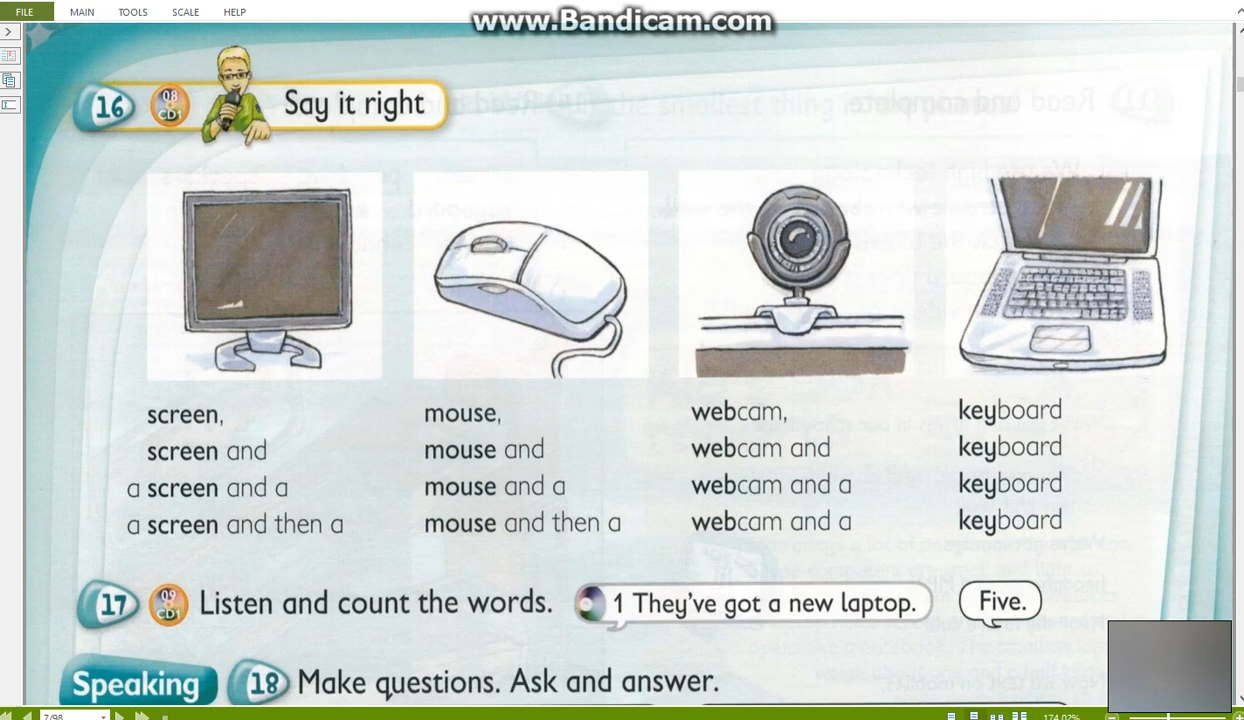 www.Bandicam.com
FILE MAIN TOOLS SCALE HELP
16 08 CD1 Say it right
screen, mouse, webcam, keyboard
screen and mouse and webcam and keyboard
a screen and a mouse and a webcam and a keyboard
a screen and then a mouse and then a webcam and a keyboard
17 09 CD1 Listen and count the words. 1 They've got a new laptop. Five.
Speaking 18 Make questions. Ask and answer.
7/98 174.02%